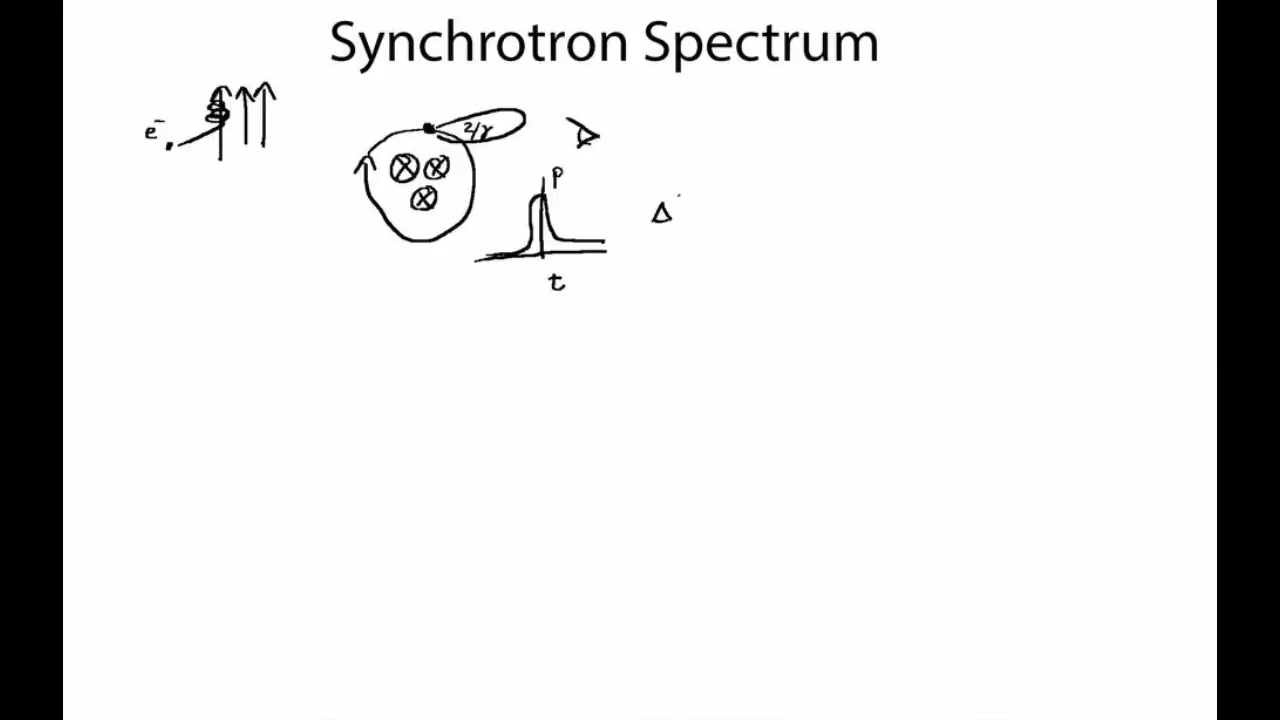 Synchrotron Spectrum
e⁻
2/γ
P
Δ
t